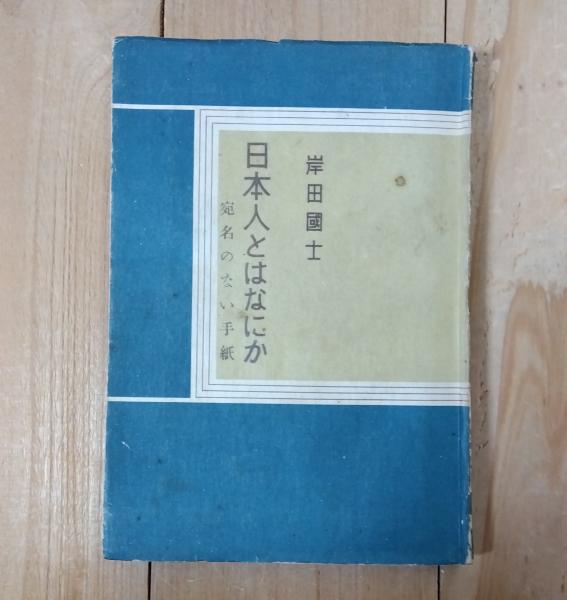 岸田國士
日本人とはなにか
宛名のない手紙